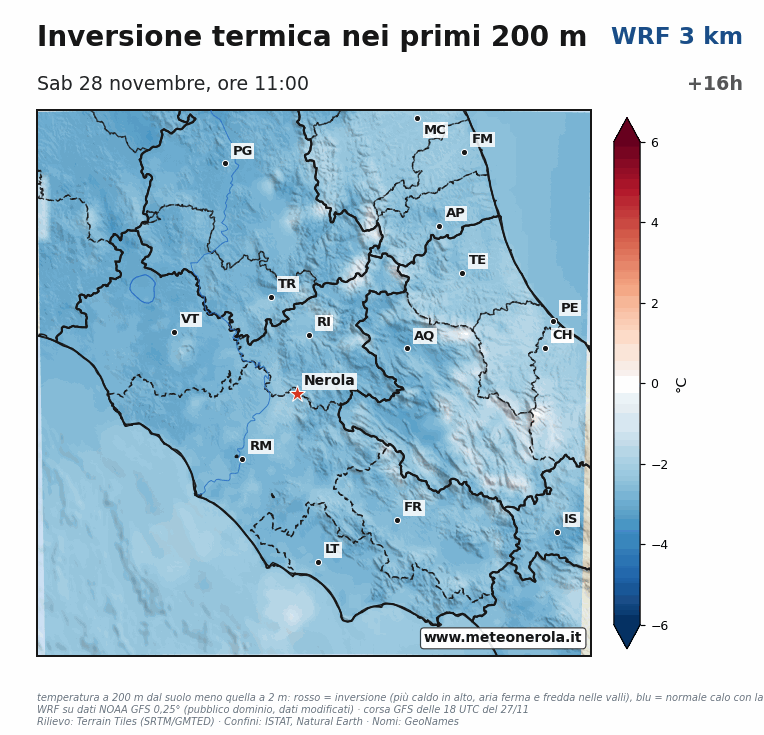 Inversione termica nei primi 200 m WRF 3 km
Sab 28 novembre, ore 11:00 +16h
MC
FM
PG
AP
TE
TR
PE
VT
RI
AQ
CH
Nerola
RM
FR
IS
LT
www.meteonerola.it
6
4
2
0
−2
−4
−6
°C
temperatura a 200 m dal suolo meno quella a 2 m: rosso = inversione (più caldo in alto, aria ferma e fredda nelle valli), blu = normale calo con la
WRF su dati NOAA GFS 0,25° (pubblico dominio, dati modificati) · corsa GFS delle 18 UTC del 27/11
Rilievo: Terrain Tiles (SRTM/GMTED) · Confini: ISTAT, Natural Earth · Nomi: GeoNames